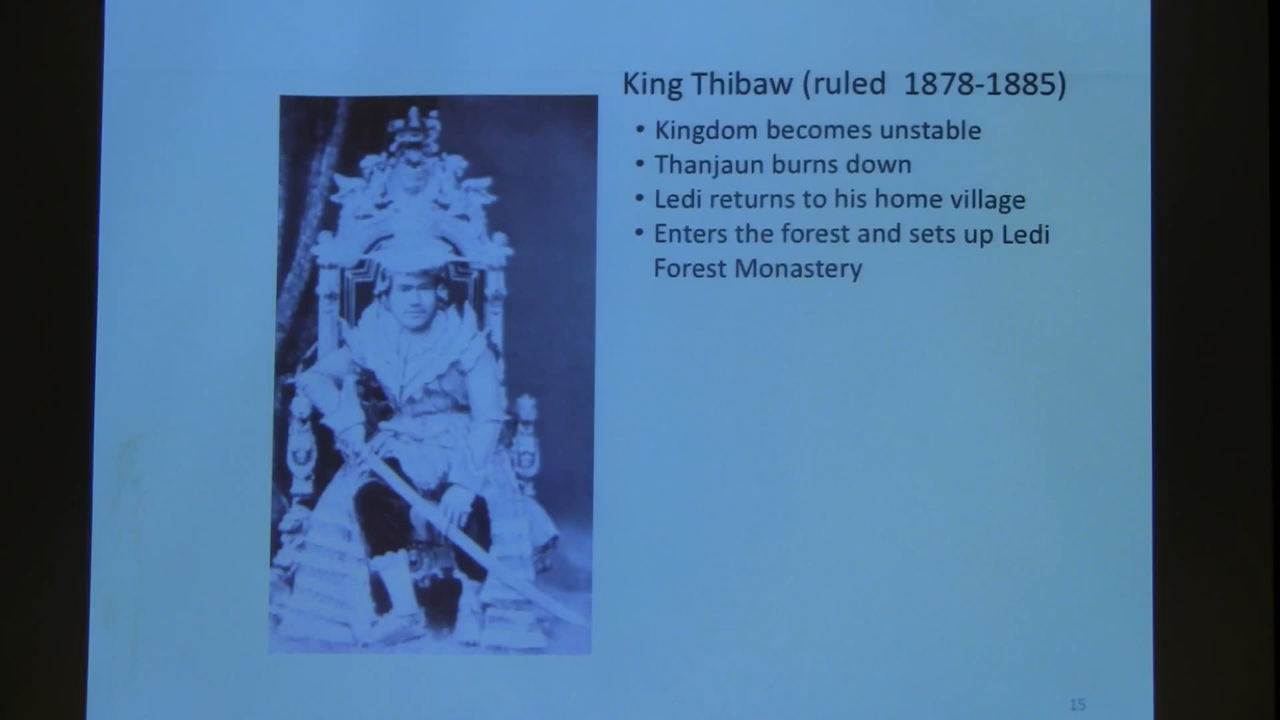 King Thibaw (ruled 1878-1885)
• Kingdom becomes unstable
• Thanjaun burns down
• Ledi returns to his home village
• Enters the forest and sets up Ledi
Forest Monastery
15